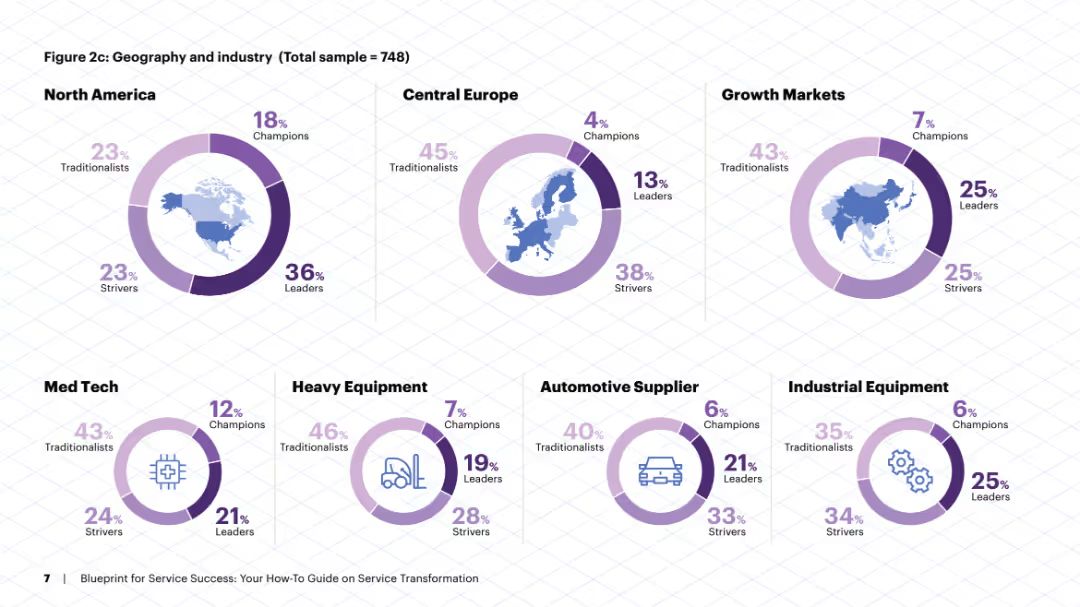 Figure 2c: Geography and industry (Total sample = 748)
North America
18%
Champions
23%
Traditionalists
23%
Strivers
36%
Leaders
Central Europe
4%
Champions
45%
Traditionalists
13%
Leaders
38%
Strivers
Growth Markets
7%
Champions
43%
Traditionalists
25%
Leaders
25%
Strivers
Med Tech
12%
Champions
43%
Traditionalists
24%
Strivers
21%
Leaders
Heavy Equipment
7%
Champions
46%
Traditionalists
19%
Leaders
28%
Strivers
Automotive Supplier
6%
Champions
40%
Traditionalists
21%
Leaders
33%
Strivers
Industrial Equipment
6%
Champions
35%
Traditionalists
25%
Leaders
34%
Strivers
7 | Blueprint for Service Success: Your How-To Guide on Service Transformation